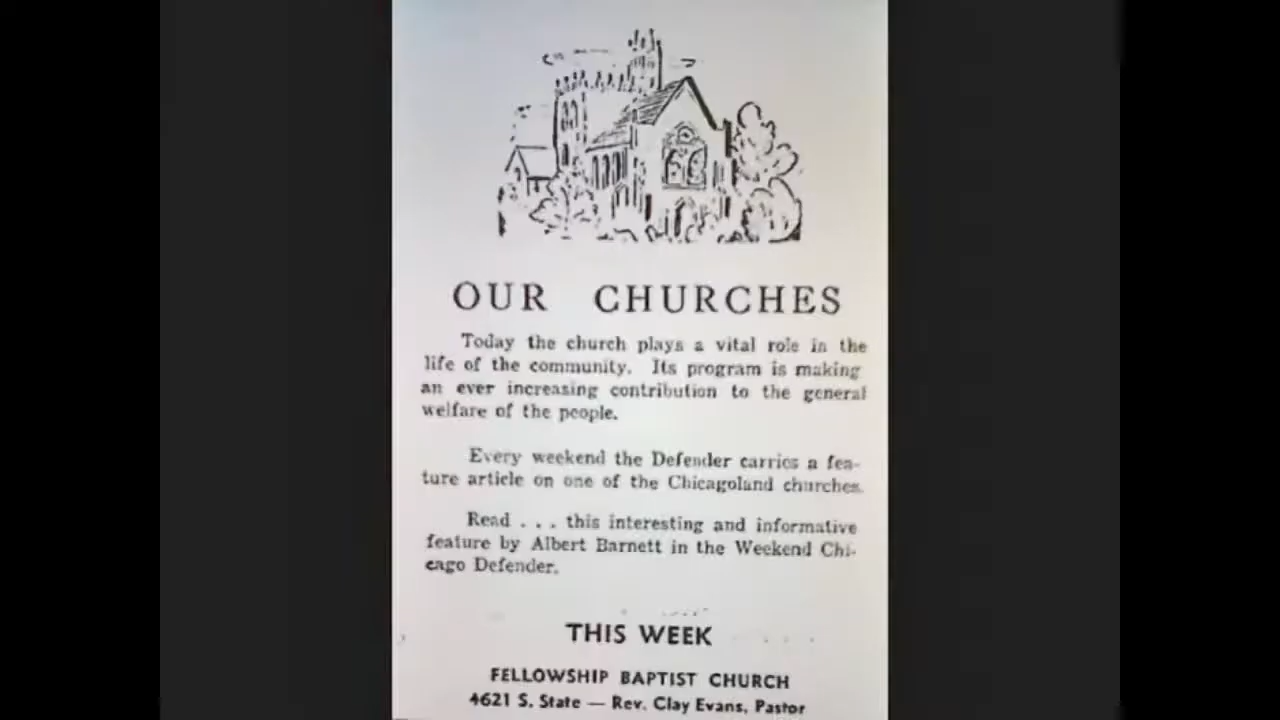 OUR CHURCHES
Today the church plays a vital role in the
life of the community. Its program is making
an ever increasing contribution to the general
welfare of the people.
Every weekend the Defender carries a fea-
ture article on one of the Chicagoland churches.
Read . . . this interesting and informative
feature by Albert Barnett in the Weekend Chi-
cago Defender.
THIS WEEK
FELLOWSHIP BAPTIST CHURCH
4621 S. State — Rev. Clay Evans, Pastor